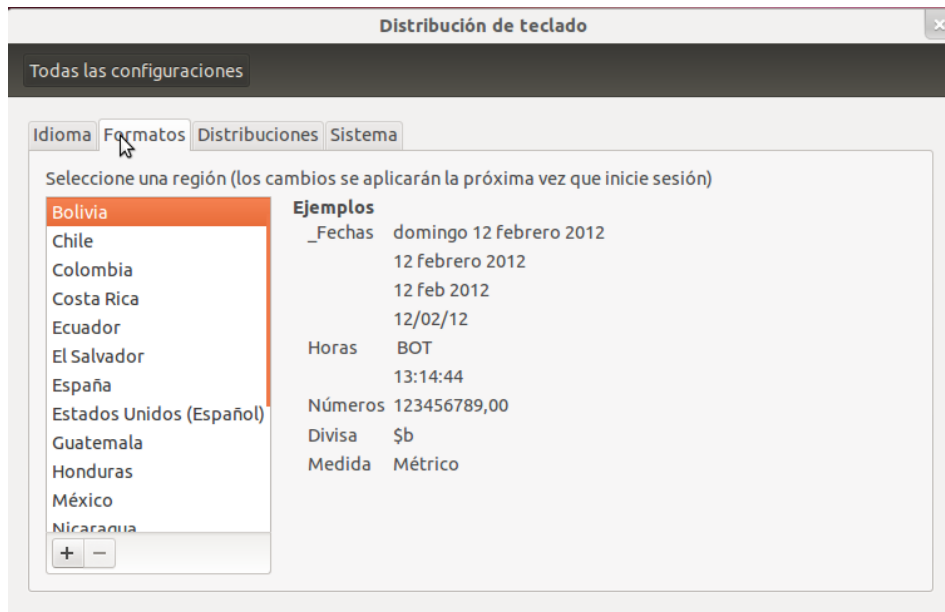 Distribución de teclado
Todas las configuraciones
Idioma Formatos Distribuciones Sistema
Seleccione una región (los cambios se aplicarán la próxima vez que inicie sesión)
Bolivia
Chile
Colombia
Costa Rica
Ecuador
El Salvador
España
Estados Unidos (Español)
Guatemala
Honduras
México
Nicaragua
Ejemplos
_Fechas domingo 12 febrero 2012
12 febrero 2012
12 feb 2012
12/02/12
Horas BOT
13:14:44
Números 123456789,00
Divisa $b
Medida Métrico